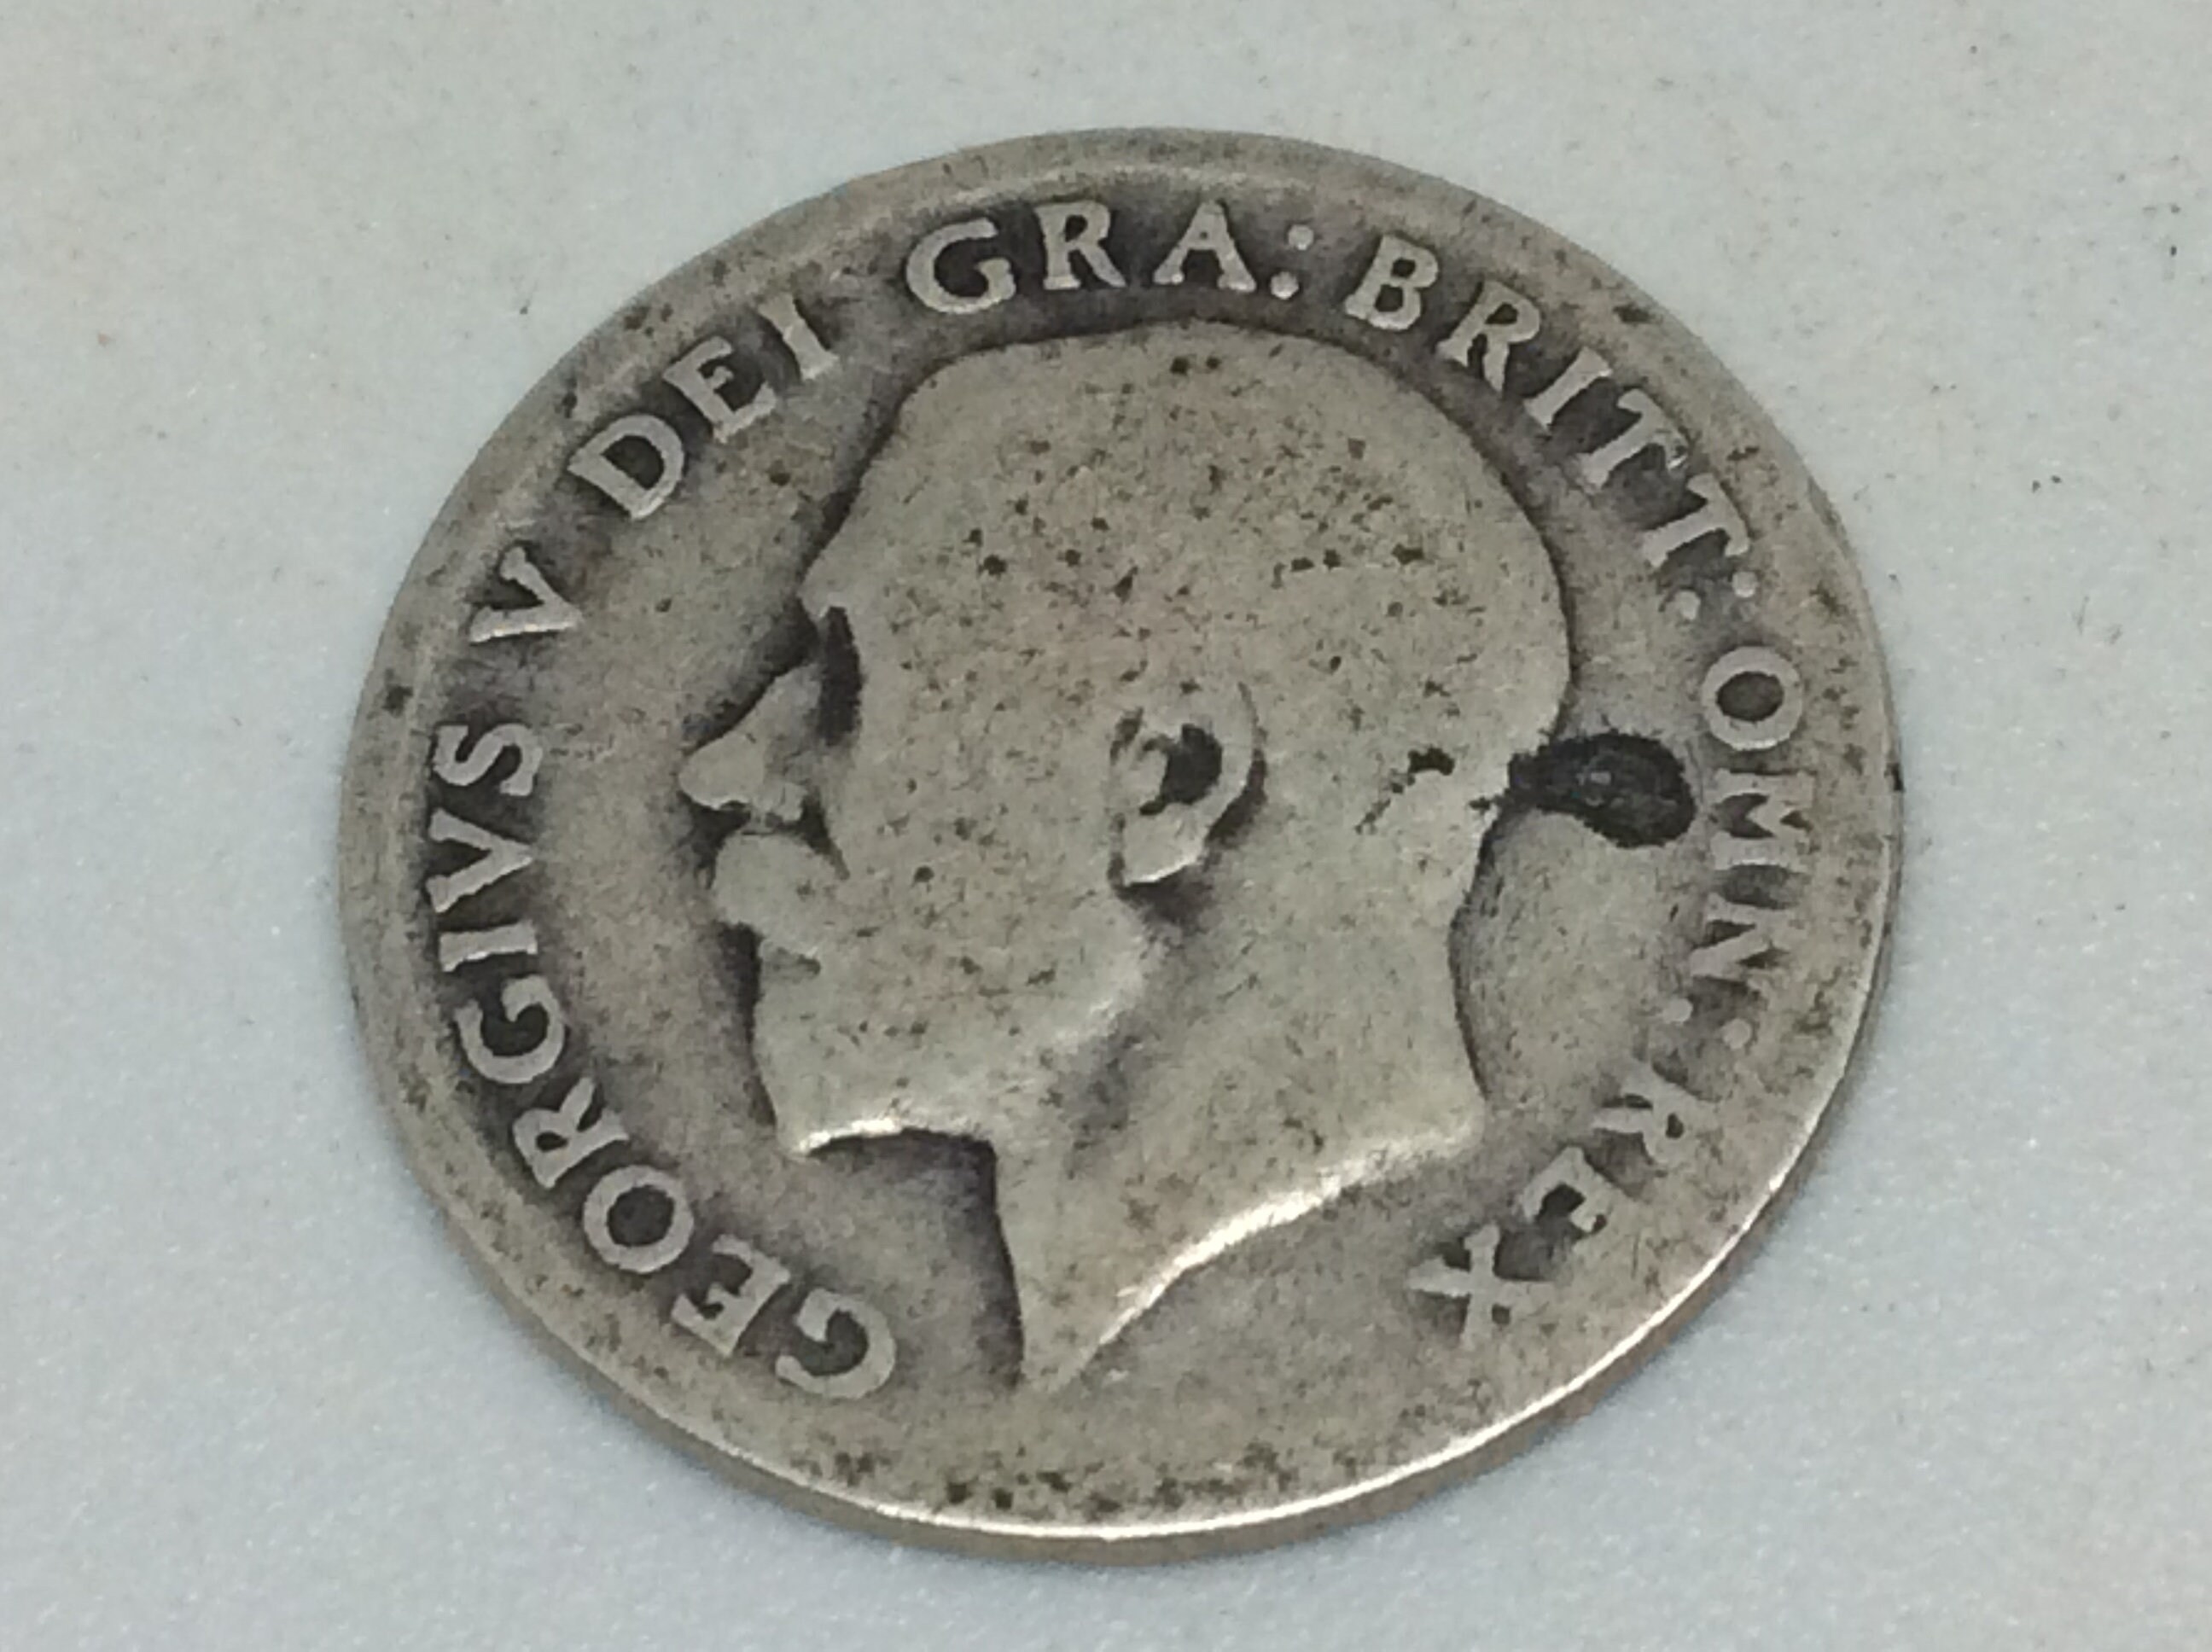 GEORGIVS V DEI GRA: BRITT: OMN: REX